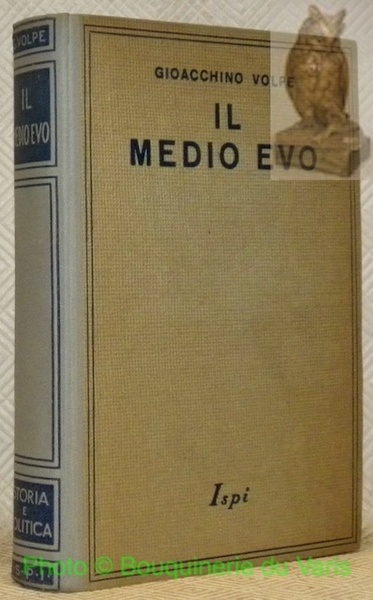 VOLPE
IL
MEDIO EVO
STORIA
E
POLITICA
GIOACCHINO VOLPE
IL
MEDIO EVO
Ispi
Photo © Bouquinerie du Varis